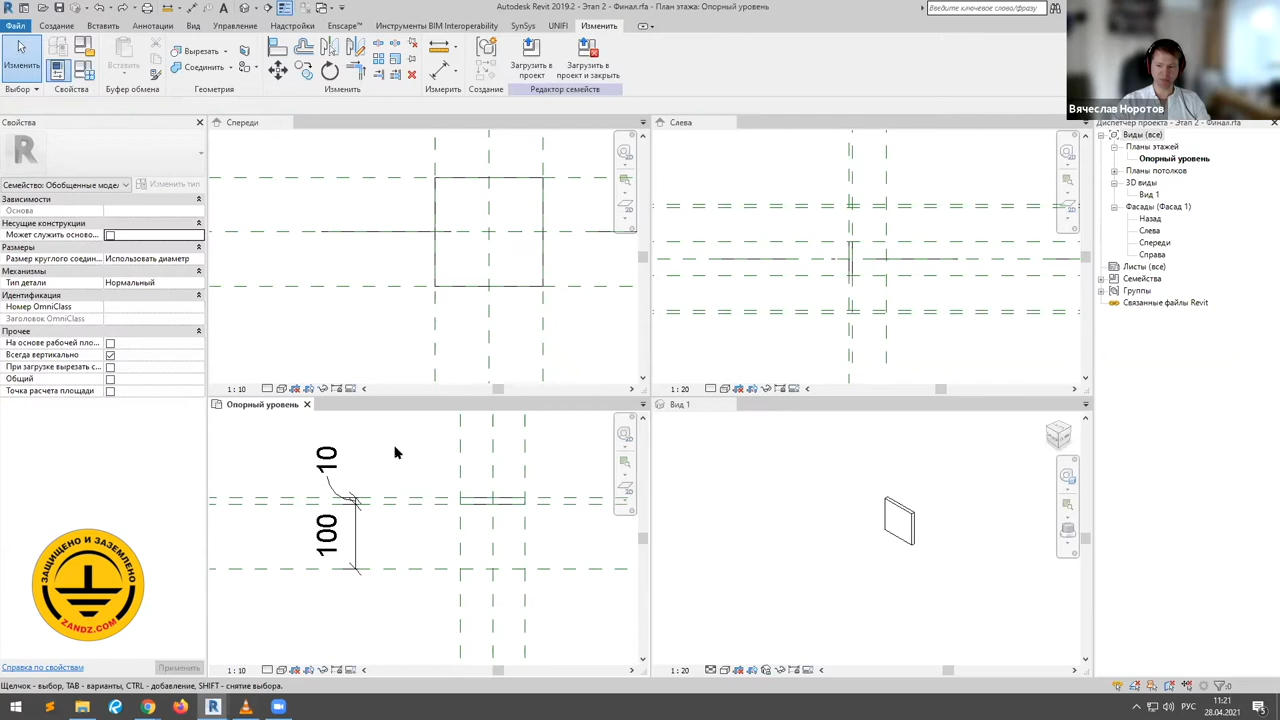 Autodesk Revit 2019.2 - Этап 2 - Финал.rfa - План этажа: Опорный уровень
Введите ключевое слово/фразу
Файл Создание Вставить Аннотации Вид Управление Надстройки Enscape™ Инструменты BIM Interoperability SynSys UNIFI Изменить
Изменить
Вставить
Вырезать
Соединить
Загрузить в проект
Загрузить в проект и закрыть
Выбор Свойства Буфер обмена Геометрия Изменить Измерить Создание Редактор семейств
Вячеслав Норотов
Свойства
Спереди
Слева
Диспетчер проекта - Этап 2 - Финал.rfa
Семейство: Обобщенные моде
Изменить тип
Зависимости
Основа
Несущие конструкции
Может служить осново...
Размеры
Размер круглого соедин... Использовать диаметр
Механизмы
Тип детали Нормальный
Идентификация
Номер OmniClass
Заголовок OmniClass
Прочее
На основе рабочей пло...
Всегда вертикально
При загрузке вырезать с...
Общий
Точка расчета площади
Виды (все)
Планы этажей
Опорный уровень
Планы потолков
3D виды
Вид 1
Фасады (Фасад 1)
Назад
Слева
Спереди
Справа
Листы (все)
Семейства
Группы
Связанные файлы Revit
1 : 10
1 : 20
Опорный уровень
Вид 1
10
100
ЗАЩИЩЕНО И ЗАЗЕМЛЕНО
ZANDZ.COM
Справка по свойствам
Применить
1 : 10
1 : 20
Щелчок - выбор, TAB - варианты, CTRL - добавление, SHIFT - снятие выбора.
:0
РУС
11:21
28.04.2021
5